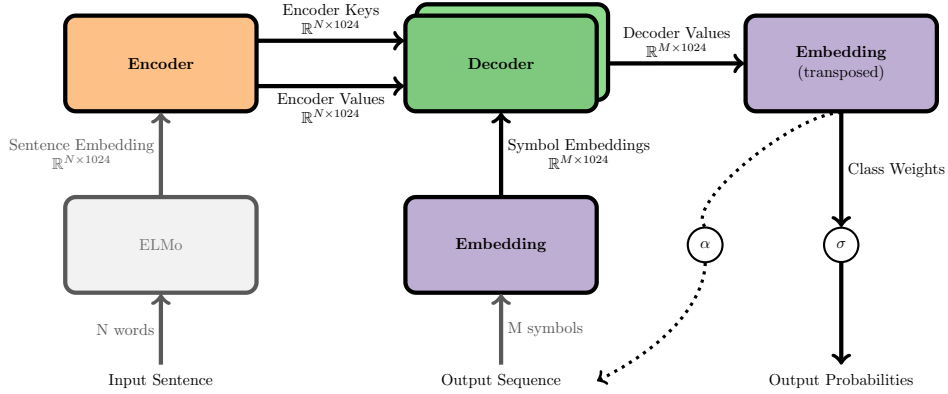 Encoder Keys
ℝ^{N×1024}
Encoder
Encoder Values
ℝ^{N×1024}
Decoder
Decoder Values
ℝ^{M×1024}
Embedding
(transposed)
Sentence Embedding
ℝ^{N×1024}
Symbol Embeddings
ℝ^{M×1024}
Class Weights
ELMo
Embedding
α
σ
N words
M symbols
Input Sentence
Output Sequence
Output Probabilities